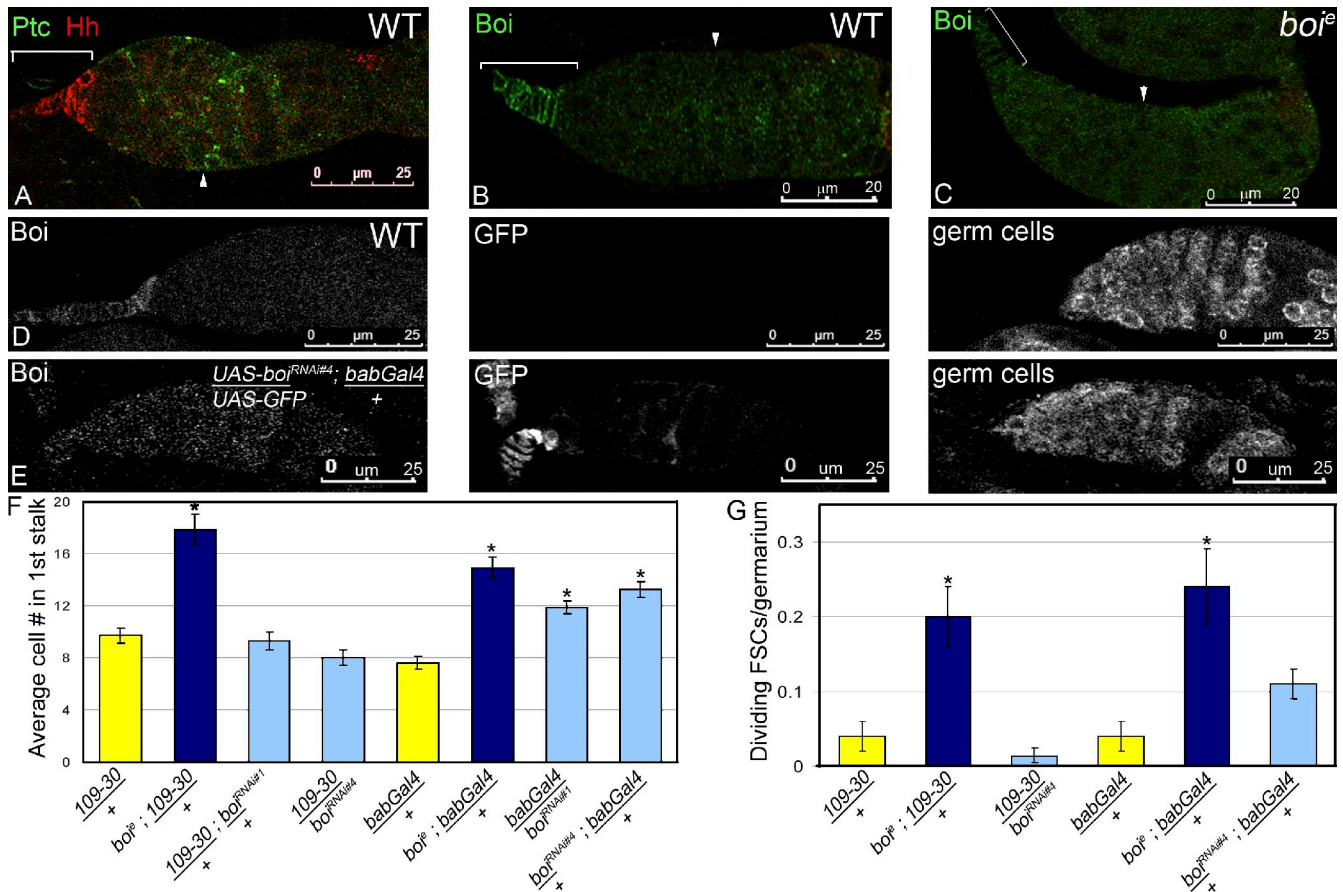 Ptc Hh WT
0 µm 25
A
Boi WT
0 µm 20
B
Boi boi^e
0 µm 20
C
Boi WT
0 µm 25
D
GFP
0 µm 25
germ cells
0 µm 25
Boi UAS-boi^RNAi#4; babGal4
UAS-GFP +
0 um 25
E
GFP
0 um 25
germ cells
0 um 25
F
Average cell # in 1st stalk
20
16
12
8
4
0
*
*
*
*
109-30
+
boi^e ; 109-30
+
109-30 ; boi^RNAi#1
+ +
109-30
boi^RNAi#4
babGal4
+
boi^e ; babGal4
+
babGal4
boi^RNAi#1
boi^RNAi#4 ; babGal4
+ +
G
Dividing FSCs/germarium
0.3
0.2
0.1
0
*
*
109-30
+
boi^e ; 109-30
+
109-30
boi^RNAi#4
babGal4
+
boi^e ; babGal4
+
boi^RNAi#4 ; babGal4
+ +